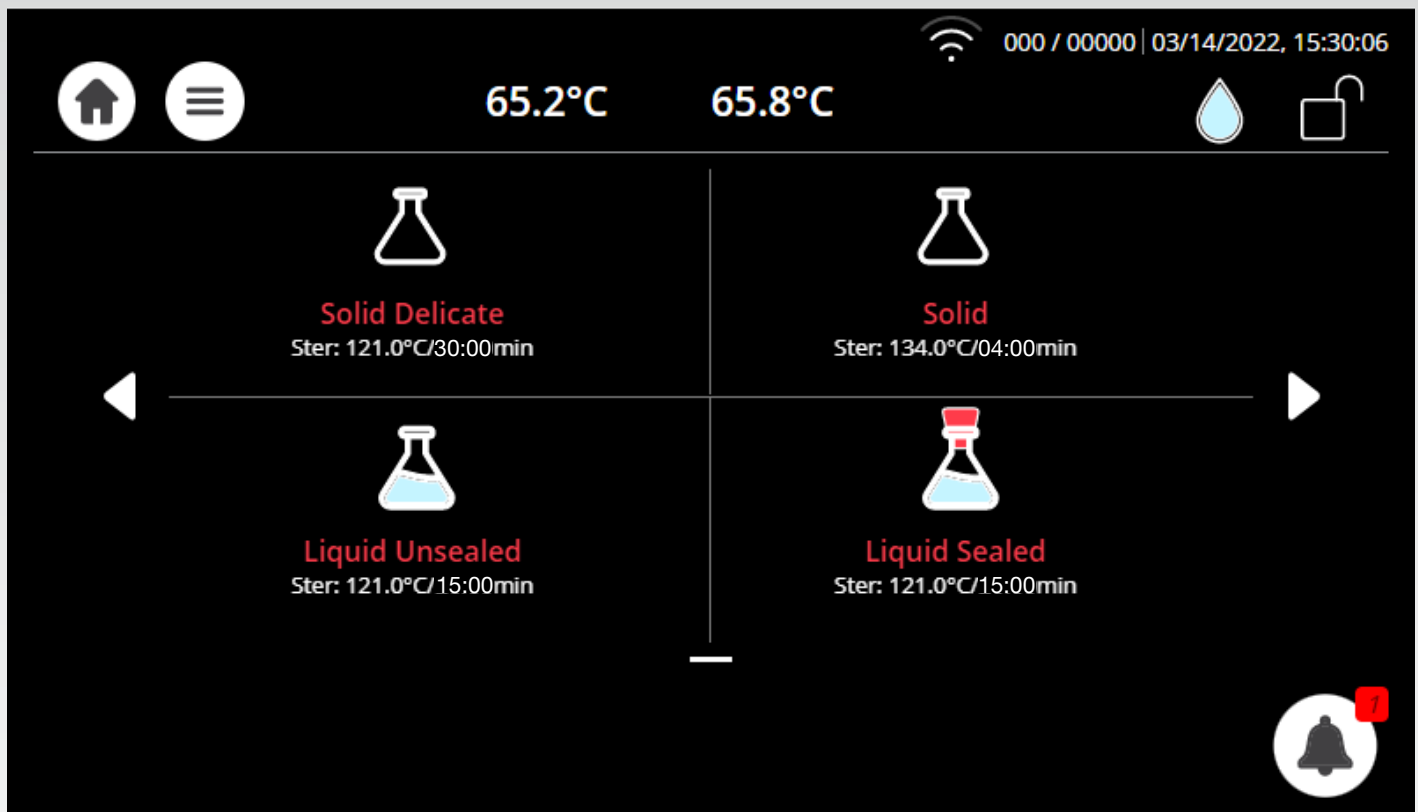 000 / 00000 | 03/14/2022, 15:30:06
65.2°C 65.8°C
Solid Delicate
Ster: 121.0°C/30:00min
Solid
Ster: 134.0°C/04:00min
Liquid Unsealed
Ster: 121.0°C/15:00min
Liquid Sealed
Ster: 121.0°C/15:00min
1